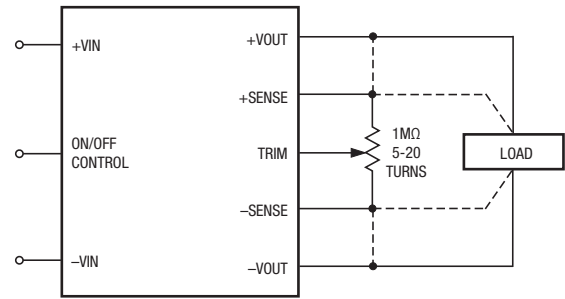 +VIN
ON/OFF
CONTROL
–VIN
+VOUT
+SENSE
TRIM
–SENSE
–VOUT
1MΩ
5-20
TURNS
LOAD